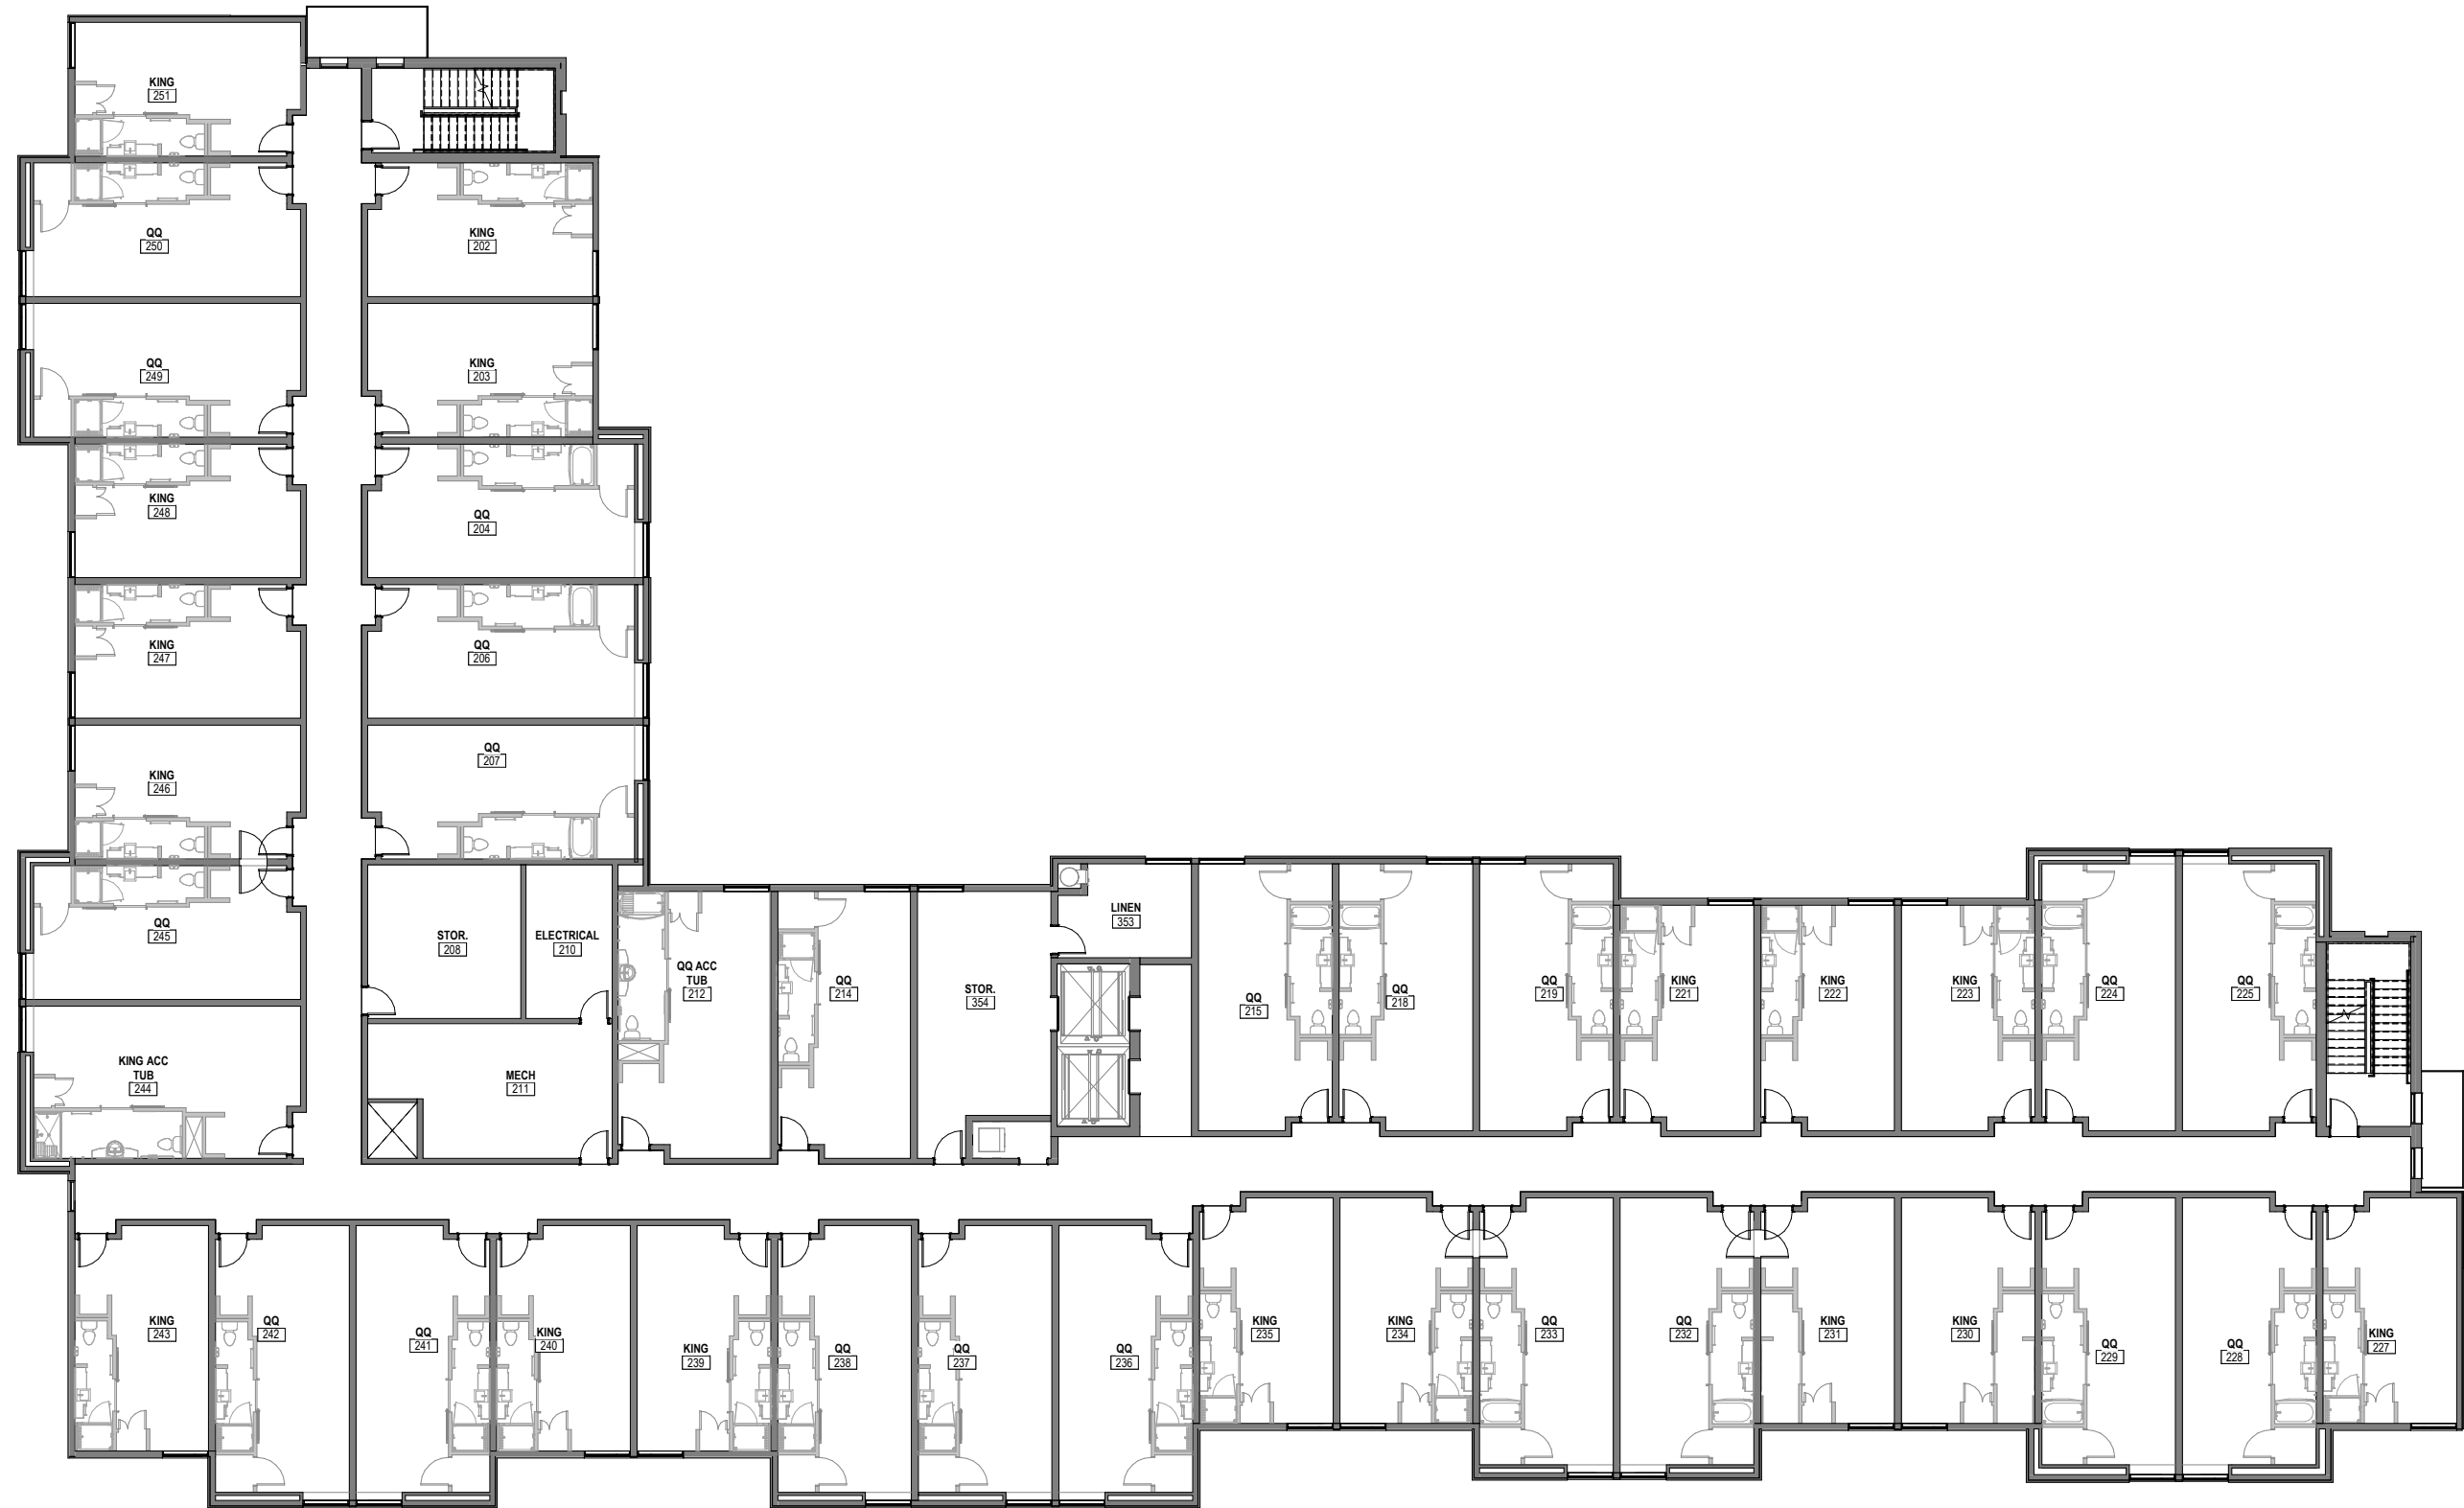 KING
251
QQ
250
KING
202
QQ
249
KING
203
KING
248
QQ
204
KING
247
QQ
206
KING
246
QQ
207
QQ
245
STOR.
208
ELECTRICAL
210
LINEN
353
QQ ACC
TUB
212
QQ
214
STOR.
354
QQ
215
QQ
218
QQ
219
KING
221
KING
222
KING
223
QQ
224
QQ
225
KING ACC
TUB
244
MECH
211
KING
243
QQ
242
QQ
241
KING
240
KING
239
QQ
238
QQ
237
QQ
236
KING
235
KING
234
QQ
233
QQ
232
KING
231
KING
230
QQ
229
QQ
228
KING
227